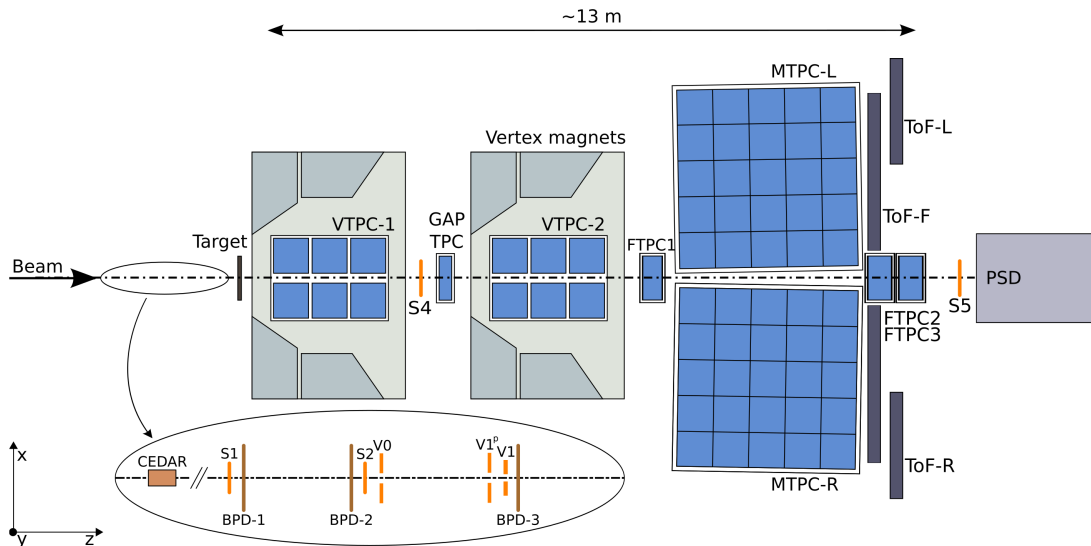 ~13 m
MTPC-L
ToF-L
Vertex magnets
VTPC-1
GAP
TPC
VTPC-2
ToF-F
Target
FTPC1
Beam
PSD
S4
S5
FTPC2
FTPC3
x
y
z
CEDAR
S1
BPD-1
S2
V0
BPD-2
V1ᵖ
V1
BPD-3
MTPC-R
ToF-R